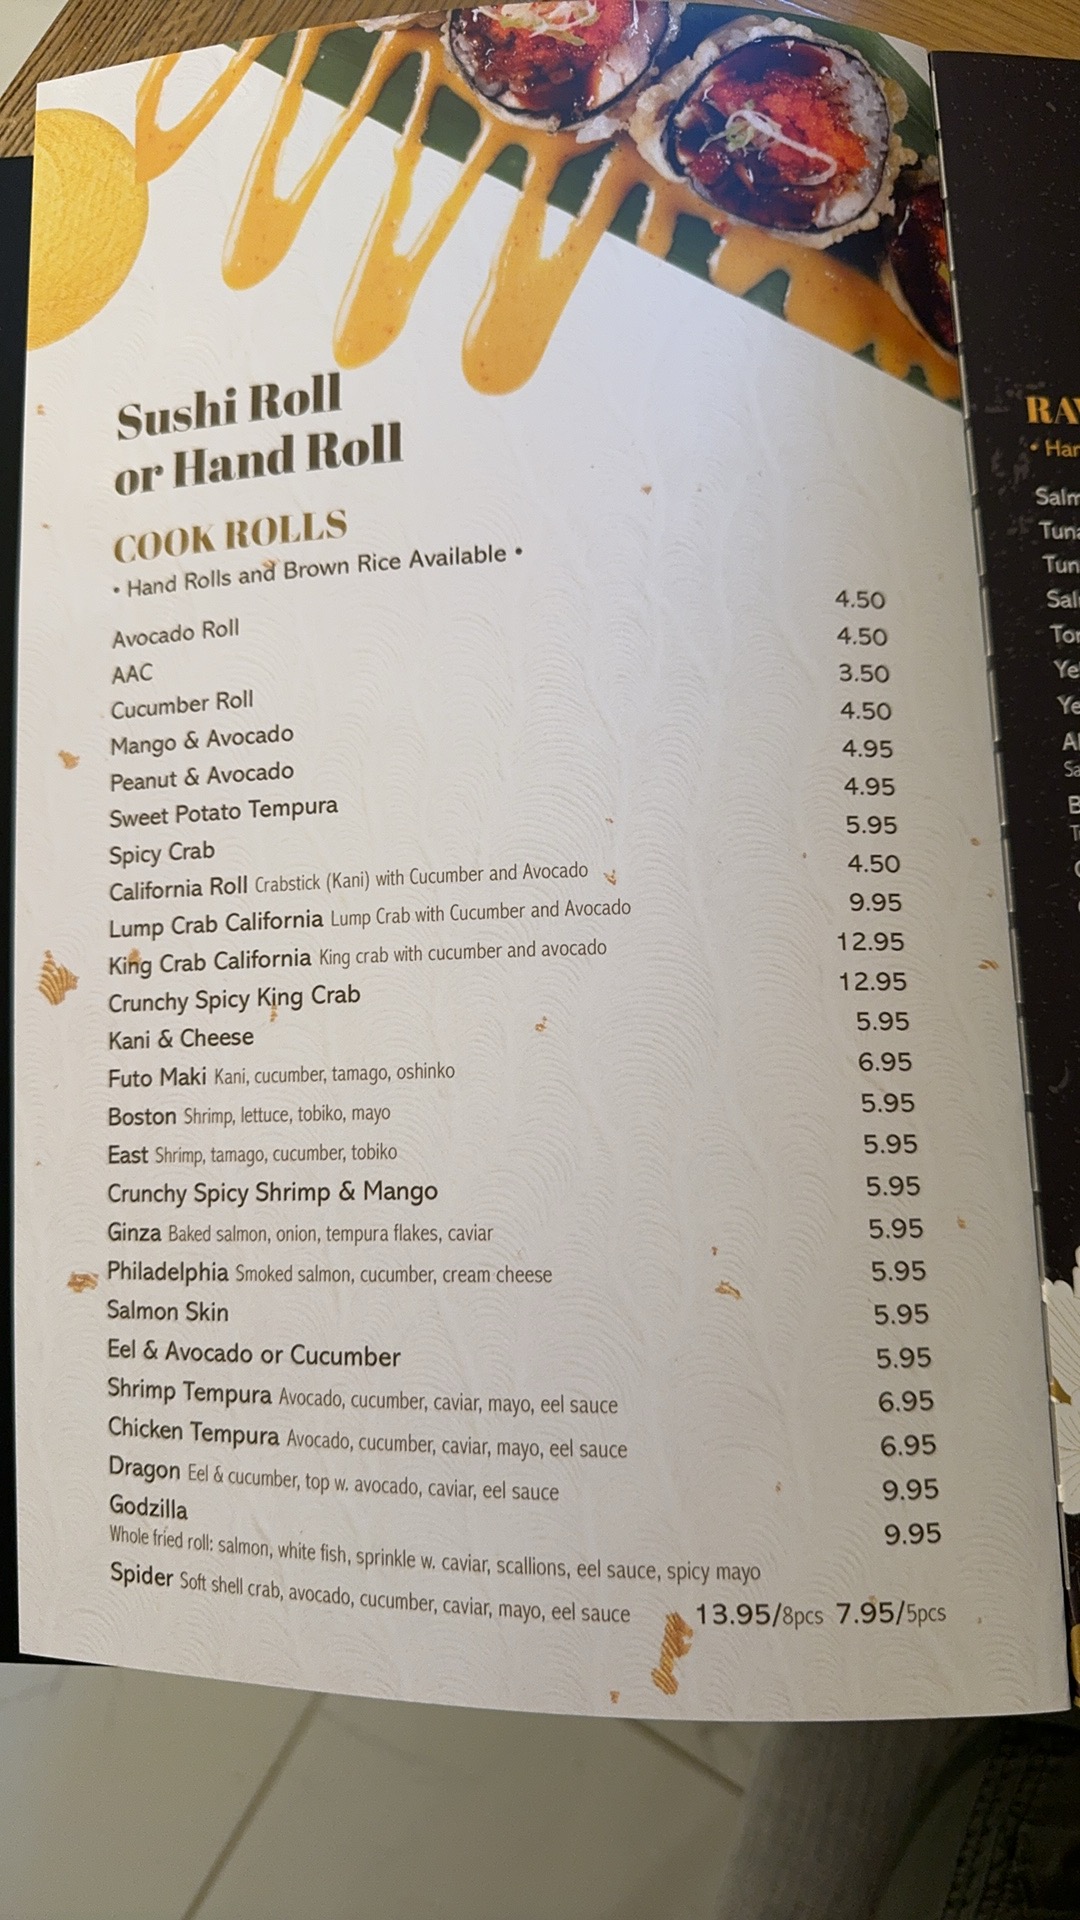 Sushi Roll
or Hand Roll
COOK ROLLS
• Hand Rolls and Brown Rice Available •
Avocado Roll 4.50
AAC 4.50
Cucumber Roll 3.50
Mango & Avocado 4.50
Peanut & Avocado 4.95
Sweet Potato Tempura 4.95
Spicy Crab 5.95
California Roll Crabstick (Kani) with Cucumber and Avocado 4.50
Lump Crab California Lump Crab with Cucumber and Avocado 9.95
King Crab California King crab with cucumber and avocado 12.95
Crunchy Spicy King Crab 12.95
Kani & Cheese 5.95
Futo Maki Kani, cucumber, tamago, oshinko 6.95
Boston Shrimp, lettuce, tobiko, mayo 5.95
East Shrimp, tamago, cucumber, tobiko 5.95
Crunchy Spicy Shrimp & Mango 5.95
Ginza Baked salmon, onion, tempura flakes, caviar 5.95
Philadelphia Smoked salmon, cucumber, cream cheese 5.95
Salmon Skin 5.95
Eel & Avocado or Cucumber 5.95
Shrimp Tempura Avocado, cucumber, caviar, mayo, eel sauce 6.95
Chicken Tempura Avocado, cucumber, caviar, mayo, eel sauce 6.95
Dragon Eel & cucumber, top w. avocado, caviar, eel sauce 9.95
Godzilla 9.95
Whole fried roll: salmon, white fish, sprinkle w. caviar, scallions, eel sauce, spicy mayo
Spider Soft shell crab, avocado, cucumber, caviar, mayo, eel sauce 13.95/8pcs 7.95/5pcs